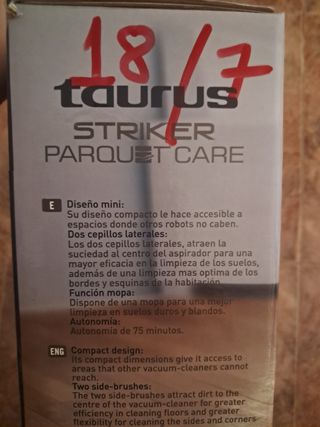 18/7
taurus
STRIKER
PARQUET CARE
E Diseño mini:
Su diseño compacto le hace accesible a
espacios donde otros robots no caben.
Dos cepillos laterales:
Los dos cepillos laterales, atraen la
suciedad al centro del aspirador para una
mayor eficacia en la limpieza de los suelos,
además de una limpieza mas optima de los
bordes y esquinas de la habitación.
Función mopa:
Dispone de una mopa para una mejor
limpieza en suelos duros y blandos.
Autonomía:
Autonomía de 75 minutos.
ENG Compact design:
Its compact dimensions give it access to
areas that other vacuum-cleaners cannot
reach.
Two side-brushes:
The two side-brushes attract dirt to the
centre of the vacuum-cleaner for greater
efficiency in cleaning floors and greater
flexibility for cleaning the sides and corners